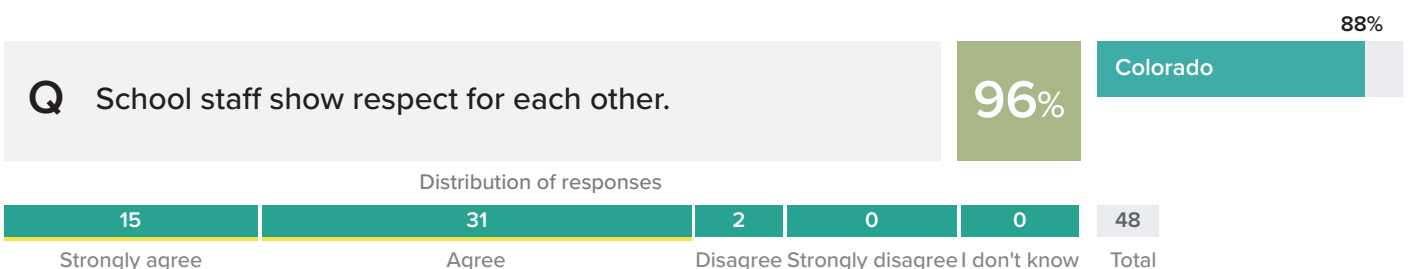 88%
Q School staff show respect for each other.
96%
Colorado
Distribution of responses
15 31 2 0 0 48
Strongly agree Agree Disagree Strongly disagree I don't know Total